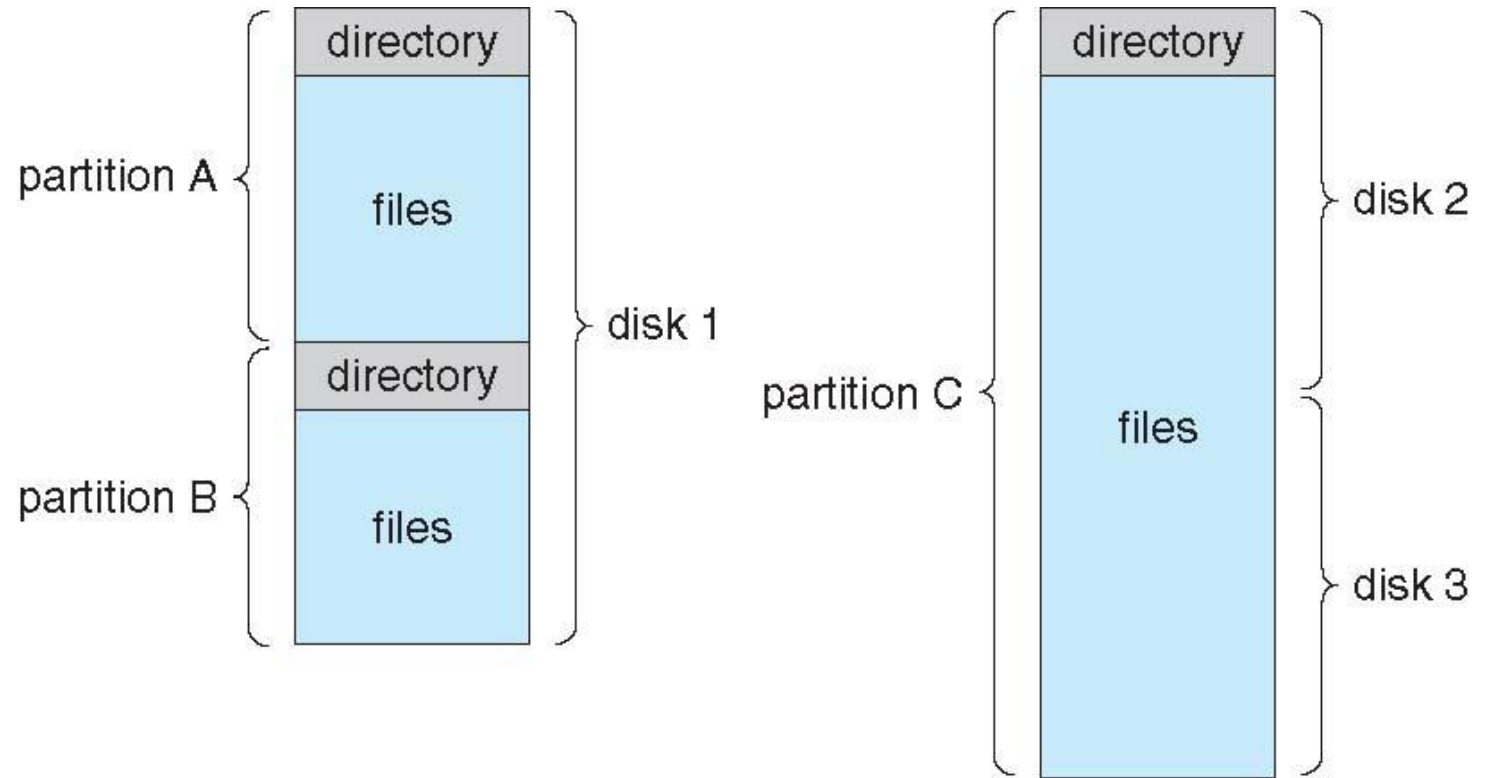 directory
partition A
files
disk 1
directory
partition B
files
directory
disk 2
partition C
files
disk 3